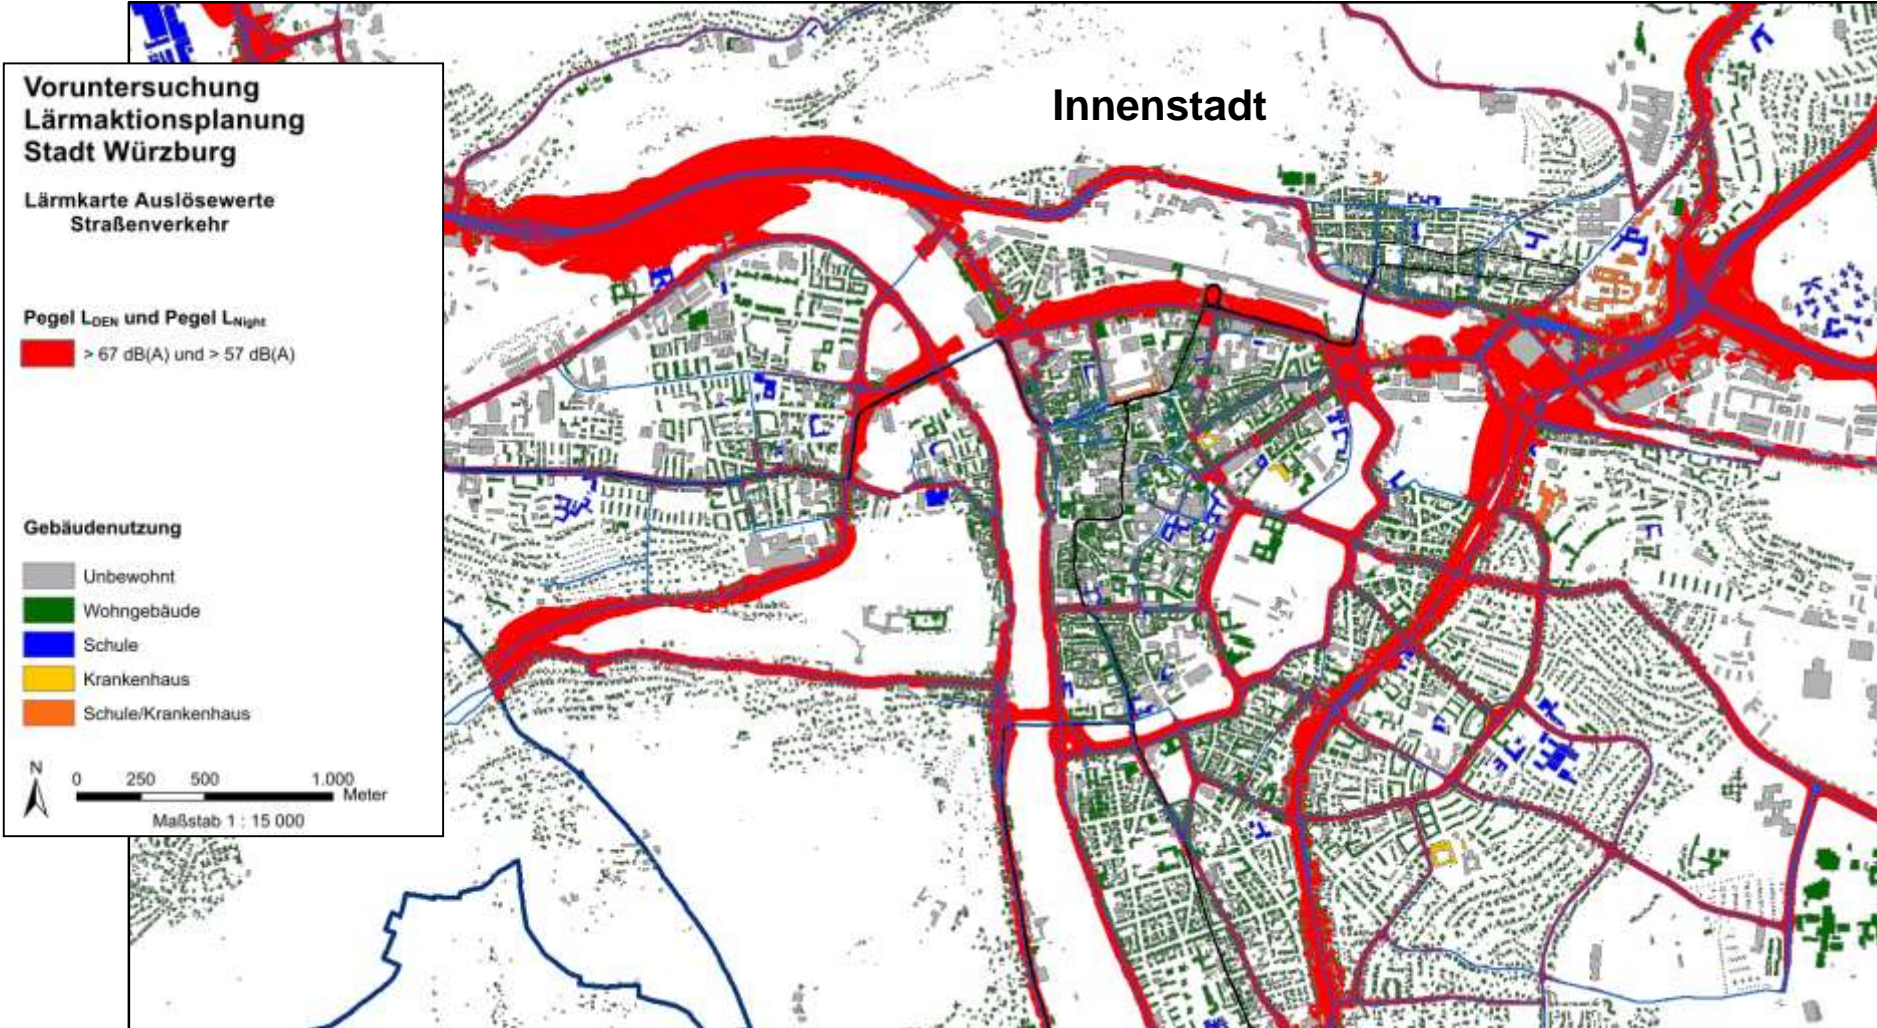 Innenstadt
Voruntersuchung
Lärmaktionsplanung
Stadt Würzburg
Lärmkarte Auslösewerte
Straßenverkehr
Pegel LDEN und Pegel LNight
> 67 dB(A) und > 57 dB(A)
Gebäudenutzung
Unbewohnt
Wohngebäude
Schule
Krankenhaus
Schule/Krankenhaus
N
0 250 500 1.000
Meter
Maßstab 1 : 15 000